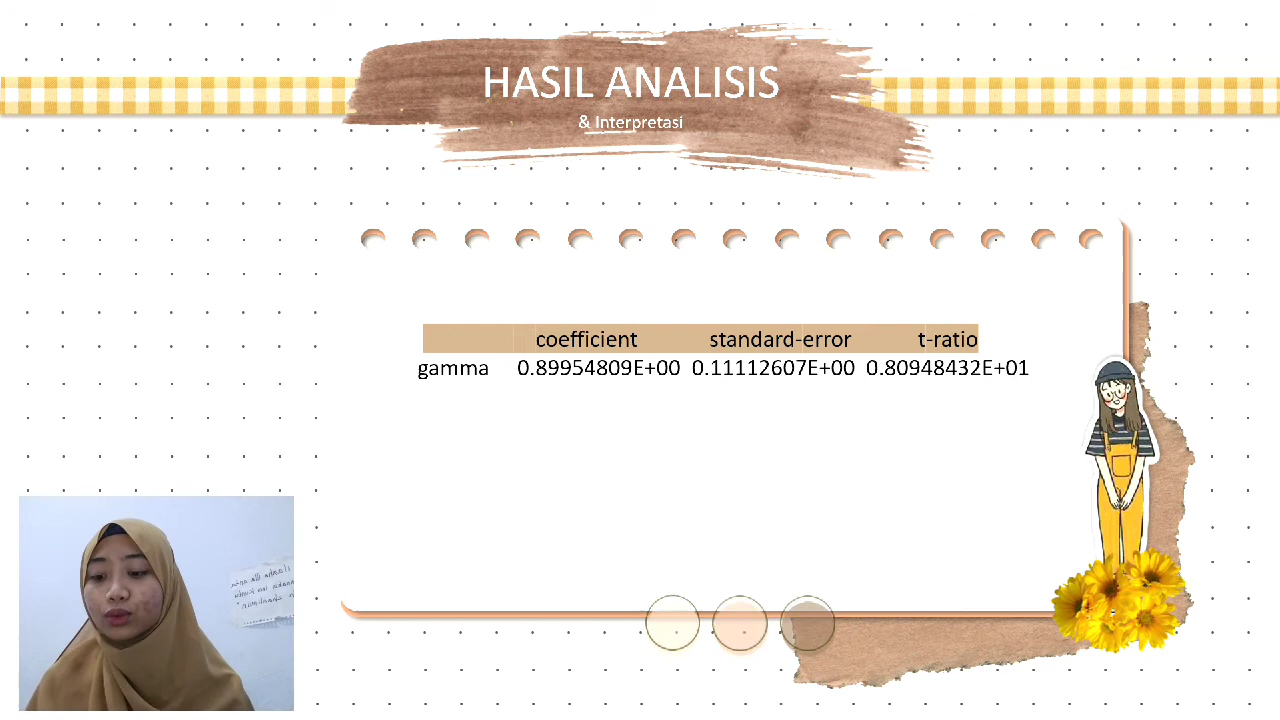 HASIL ANALISIS
& Interpretasi
coefficient standard-error t-ratio
gamma 0.89954809E+00 0.11112607E+00 0.80948432E+01